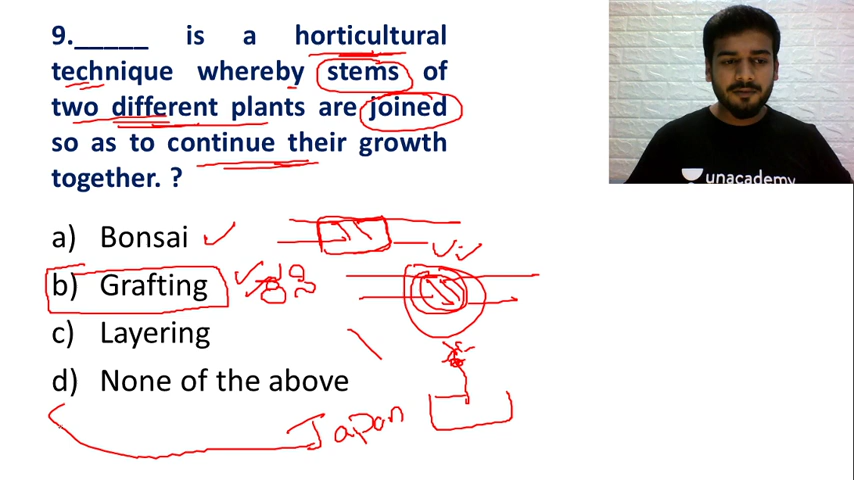 9._____ is a horticultural
technique whereby stems of
two different plants are joined
so as to continue their growth
together. ?
a) Bonsai
b) Grafting
c) Layering
d) None of the above
Japan
unacademy